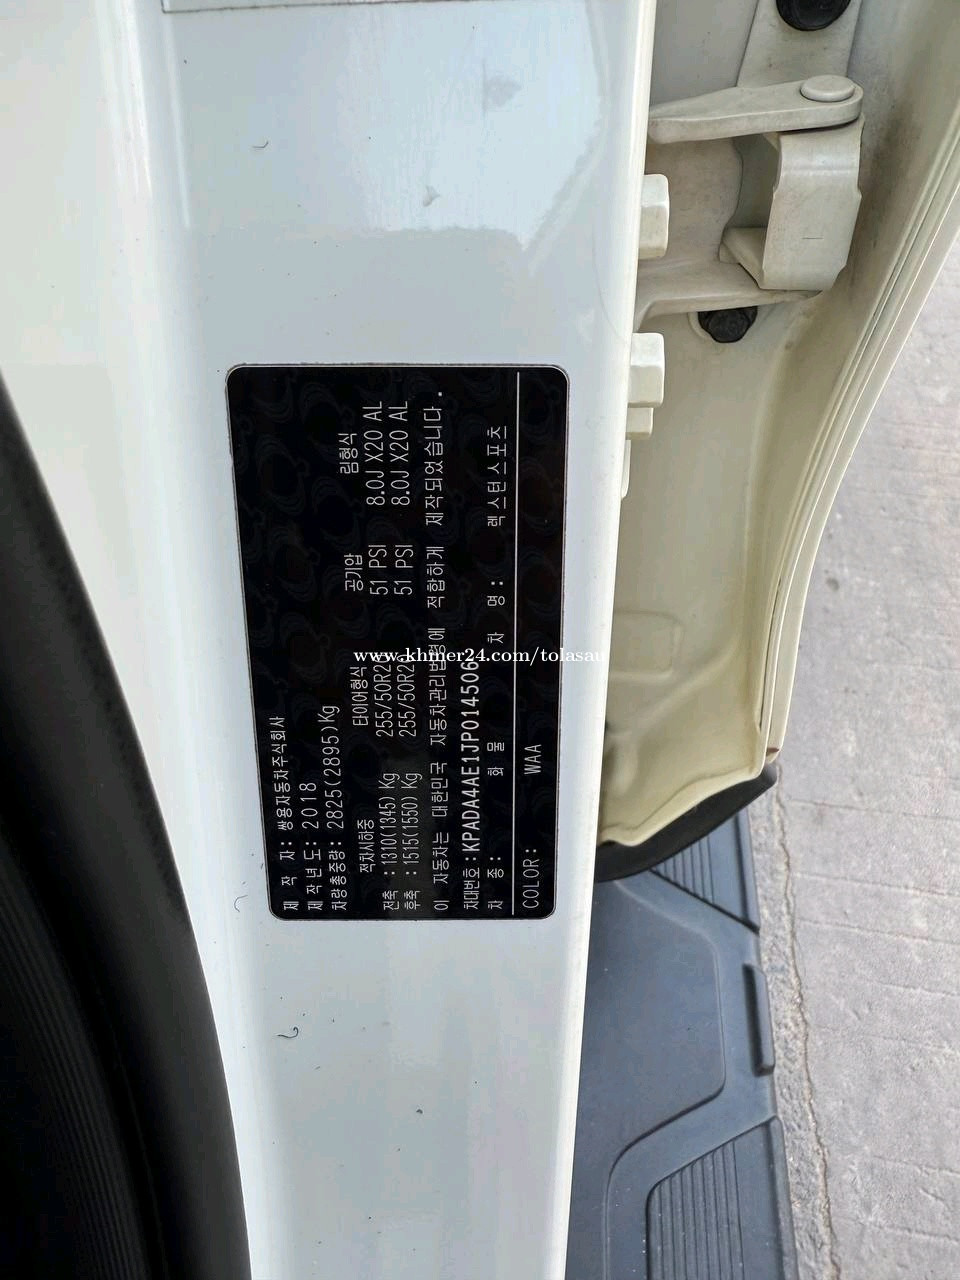 제 작 자: 쌍용자동차주식회사
제작년도: 2018
차량총중량: 2825(2895)Kg
적차시하중 타이어형식 공기압 림형식
전축:1310(1345) Kg 255/50R2 51 PSI 8.0J X20 AL
후축:1515(1550) Kg 255/50R2 51 PSI 8.0J X20 AL
이 자동차는 대한민국 자동차관리법령에 적합하게 제작되었습니다.
차대번호:KPADA4AE1JP014506
차 종: 화 물 차 명: 렉스턴스포츠
COLOR: WAA
www.khmer24.com/tolasau